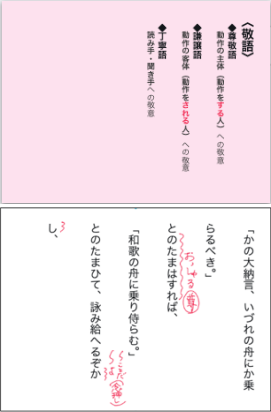 〈敬語〉
◆尊敬語
動作の主体(動作をする人)への敬意
◆謙譲語
動作の客体(動作をされる人)への敬意
◆丁寧語
読み手・聞き手への敬意
「かの大納言、いづれの舟にか乗
らるべき。」
とのたまはすれば、
おっしゃる
尊
「和歌の舟に乗り侍らむ。」
とのたまひて、詠み給へるぞか
し、